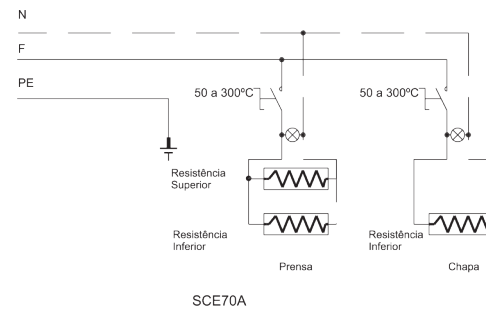 N
F
PE
50 a 300ºC
50 a 300ºC
Resistência
Superior
Resistência
Inferior
Resistência
Inferior
Prensa
Chapa
SCE70A